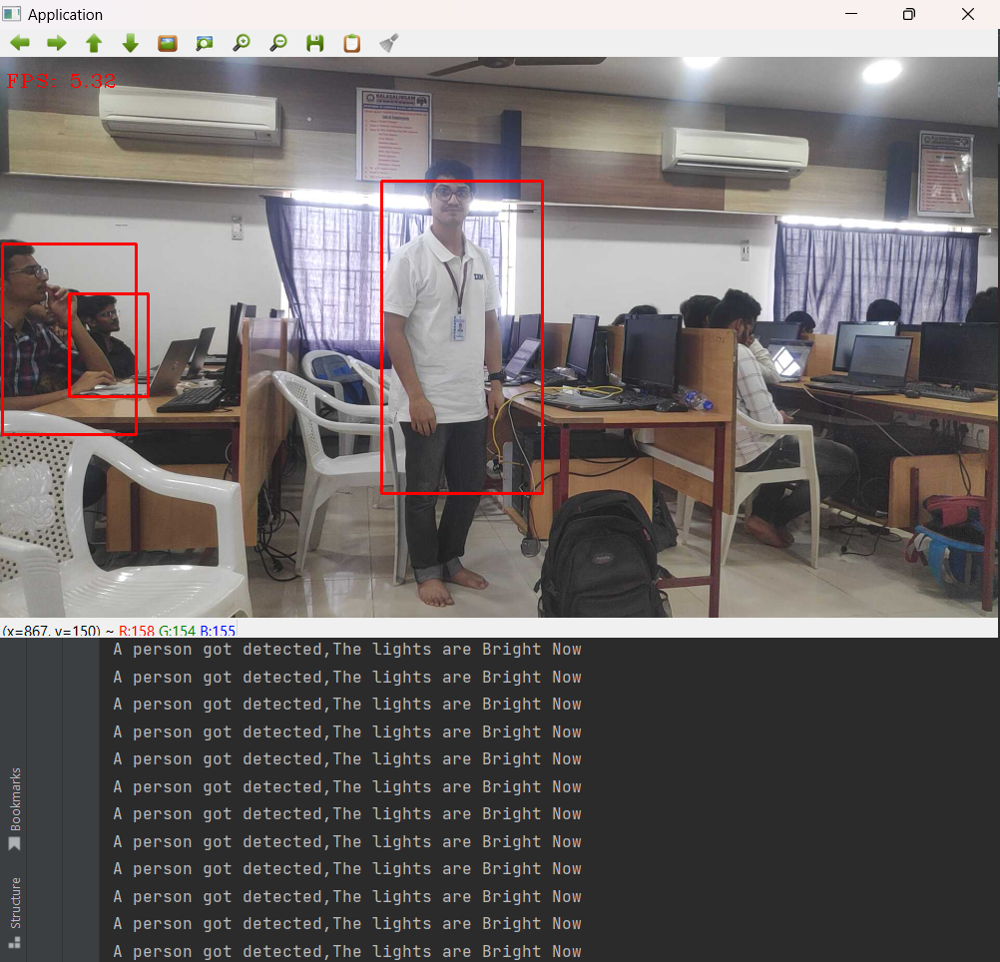 Application
FPS: 5.32
KALASALINGAM
IBM
(x=867, y=150) ~ R:158 G:154 B:155
A person got detected,The lights are Bright Now
A person got detected,The lights are Bright Now
A person got detected,The lights are Bright Now
A person got detected,The lights are Bright Now
A person got detected,The lights are Bright Now
A person got detected,The lights are Bright Now
A person got detected,The lights are Bright Now
A person got detected,The lights are Bright Now
A person got detected,The lights are Bright Now
A person got detected,The lights are Bright Now
A person got detected,The lights are Bright Now
A person got detected,The lights are Bright Now
Bookmarks
Structure